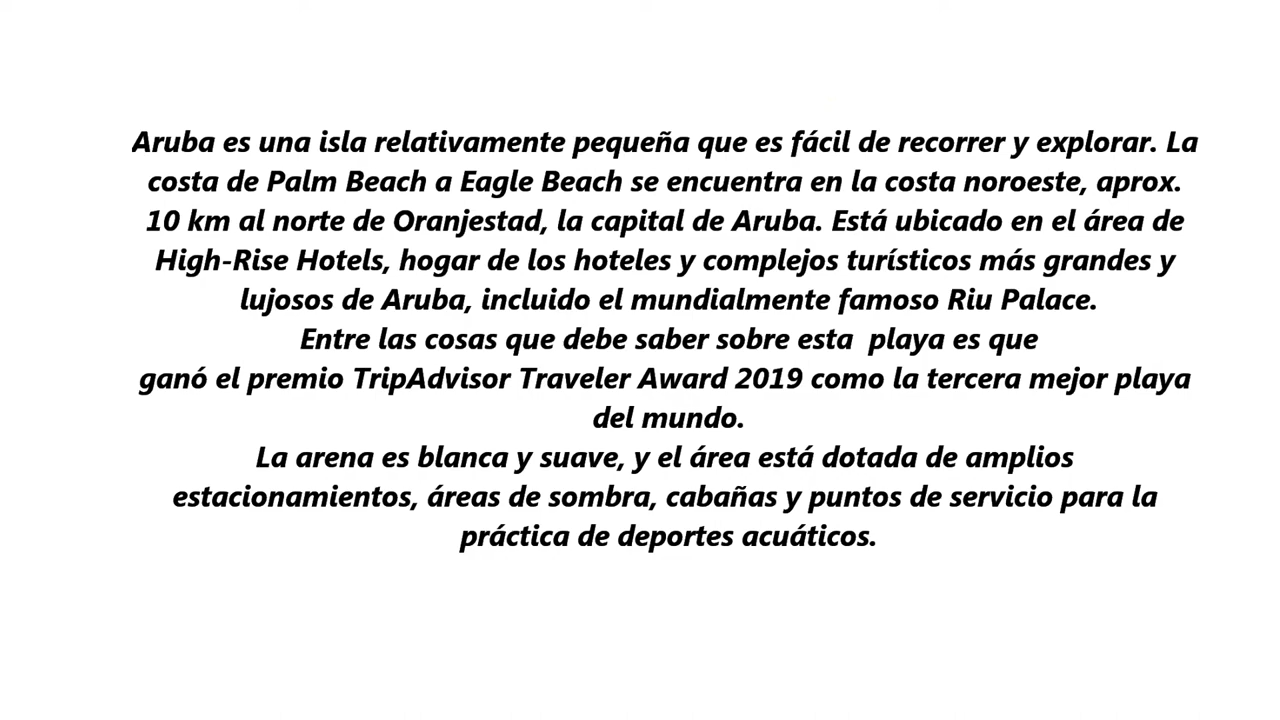 Aruba es una isla relativamente pequeña que es fácil de recorrer y explorar. La
costa de Palm Beach a Eagle Beach se encuentra en la costa noroeste, aprox.
10 km al norte de Oranjestad, la capital de Aruba. Está ubicado en el área de
High-Rise Hotels, hogar de los hoteles y complejos turísticos más grandes y
lujosos de Aruba, incluido el mundialmente famoso Riu Palace.
Entre las cosas que debe saber sobre esta  playa es que
ganó el premio TripAdvisor Traveler Award 2019 como la tercera mejor playa
del mundo.
La arena es blanca y suave, y el área está dotada de amplios
estacionamientos, áreas de sombra, cabañas y puntos de servicio para la
práctica de deportes acuáticos.